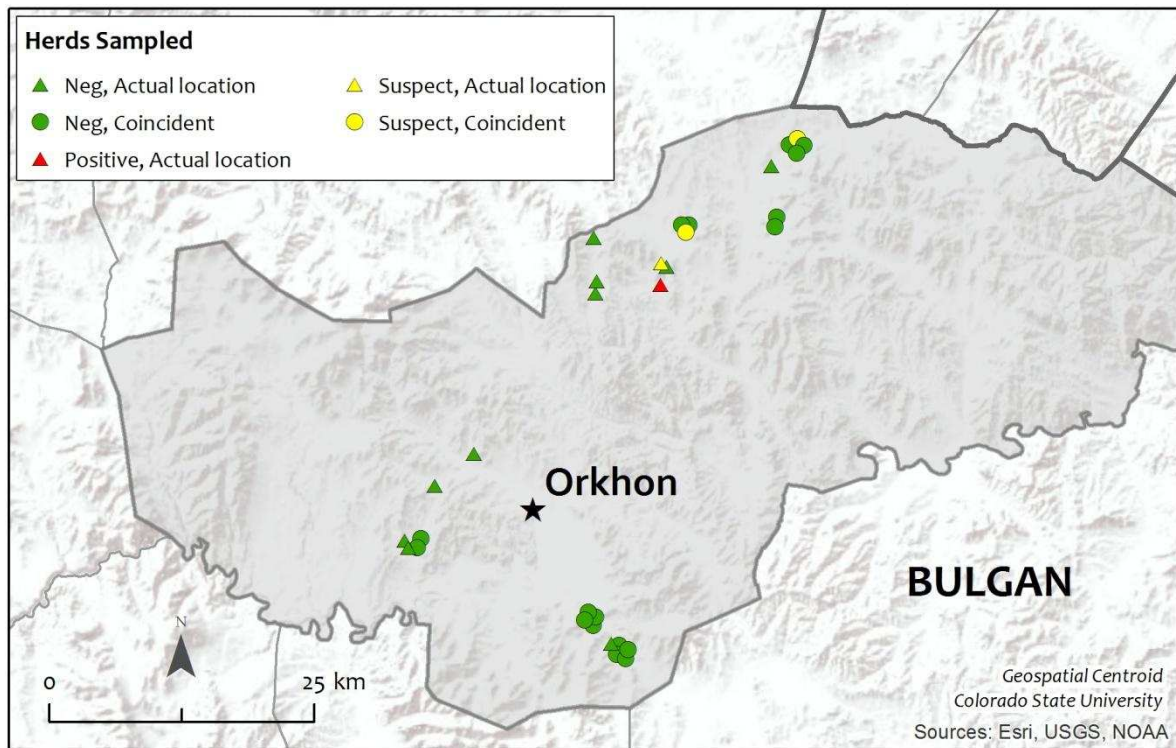 Herds Sampled
Neg, Actual location
Suspect, Actual location
Neg, Coincident
Suspect, Coincident
Positive, Actual location
Orkhon
BULGAN
N
0
25 km
Geospatial Centroid
Colorado State University
Sources: Esri, USGS, NOAA